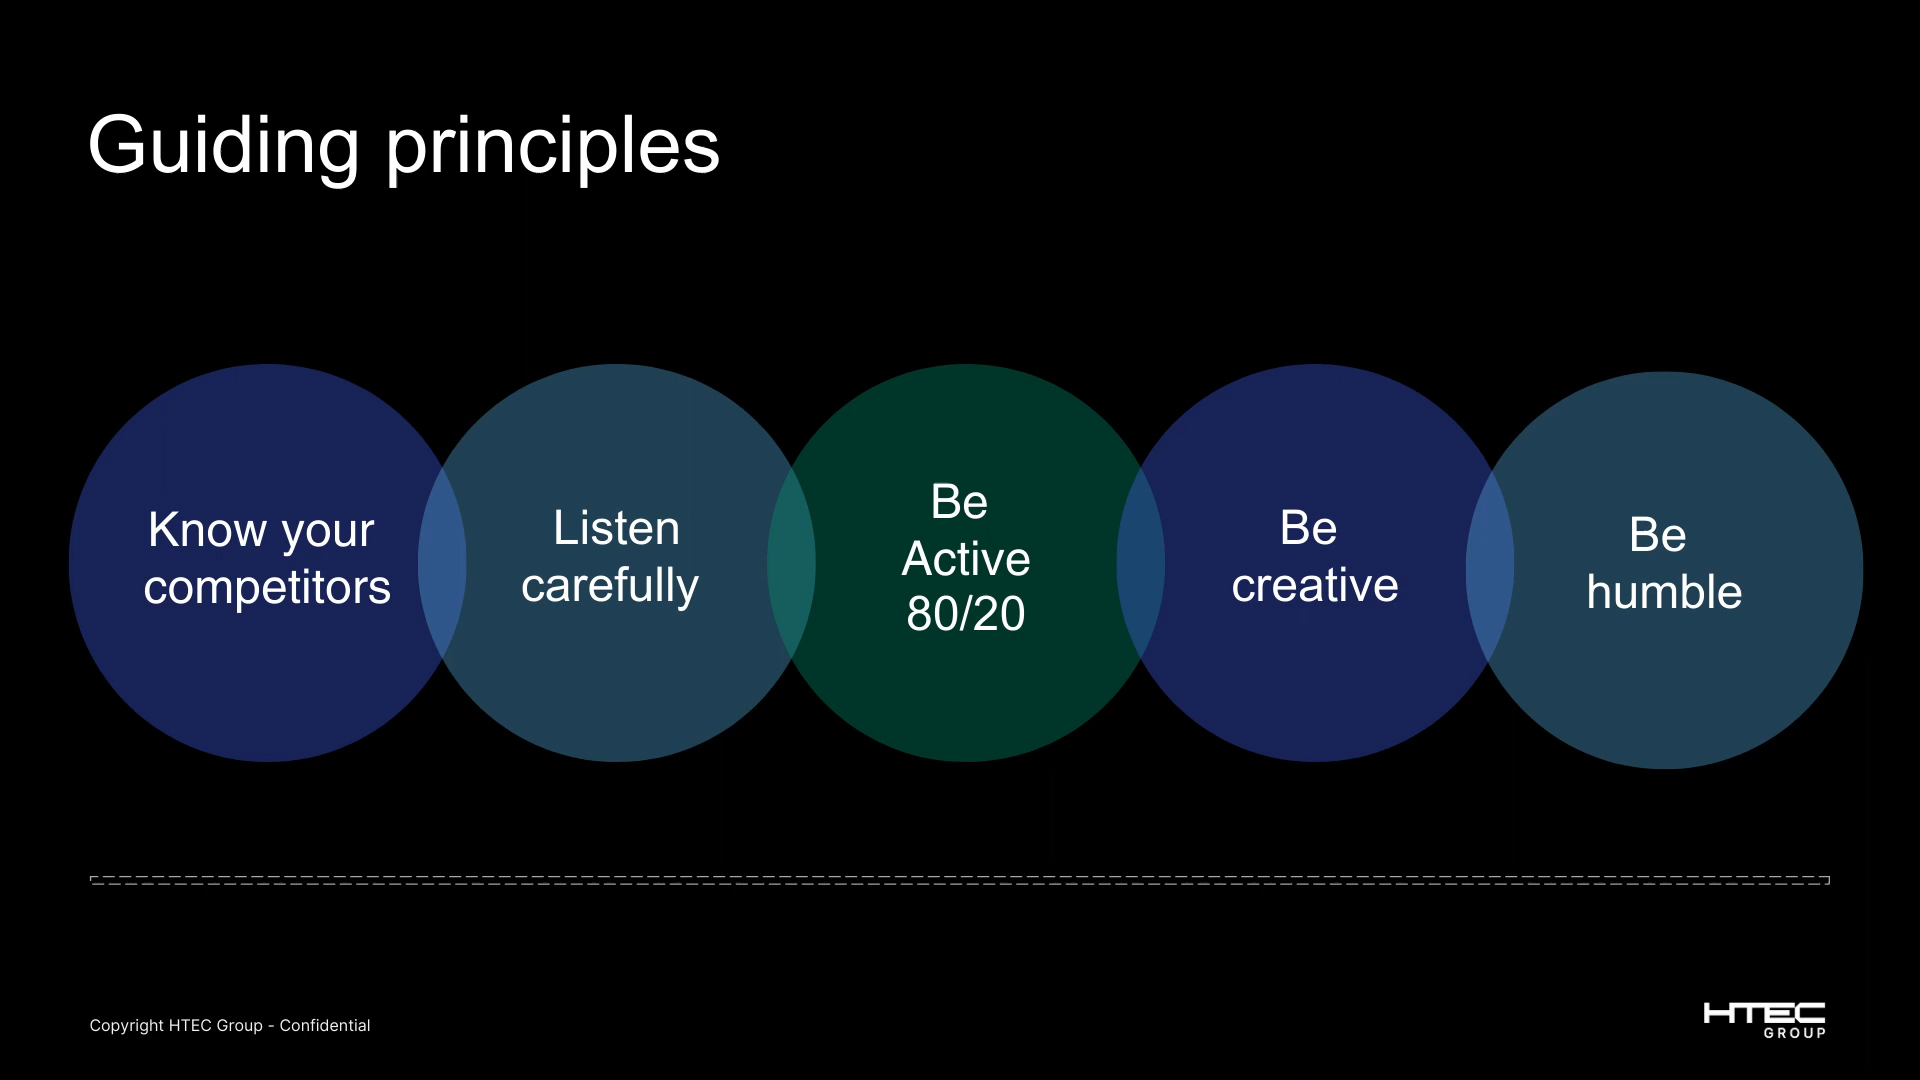 Guiding principles
Know your
competitors
Listen
carefully
Be
Active
80/20
Be
creative
Be
humble
Copyright HTEC Group - Confidential
HTEC
GROUP